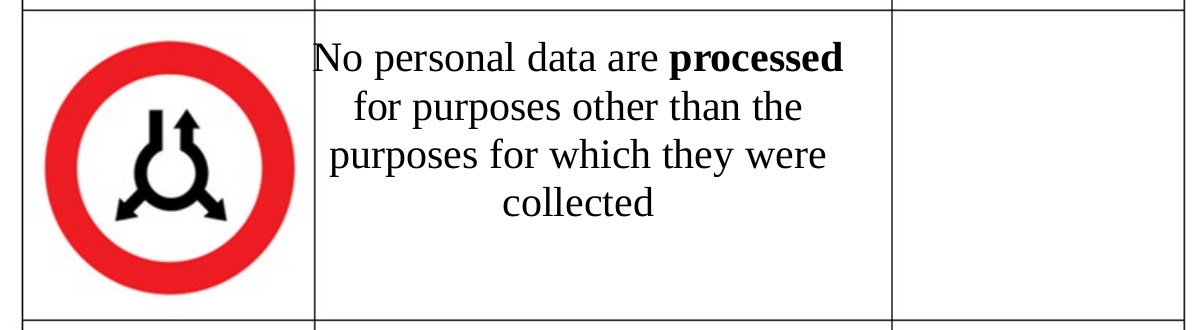 No personal data are processed
for purposes other than the
purposes for which they were
collected